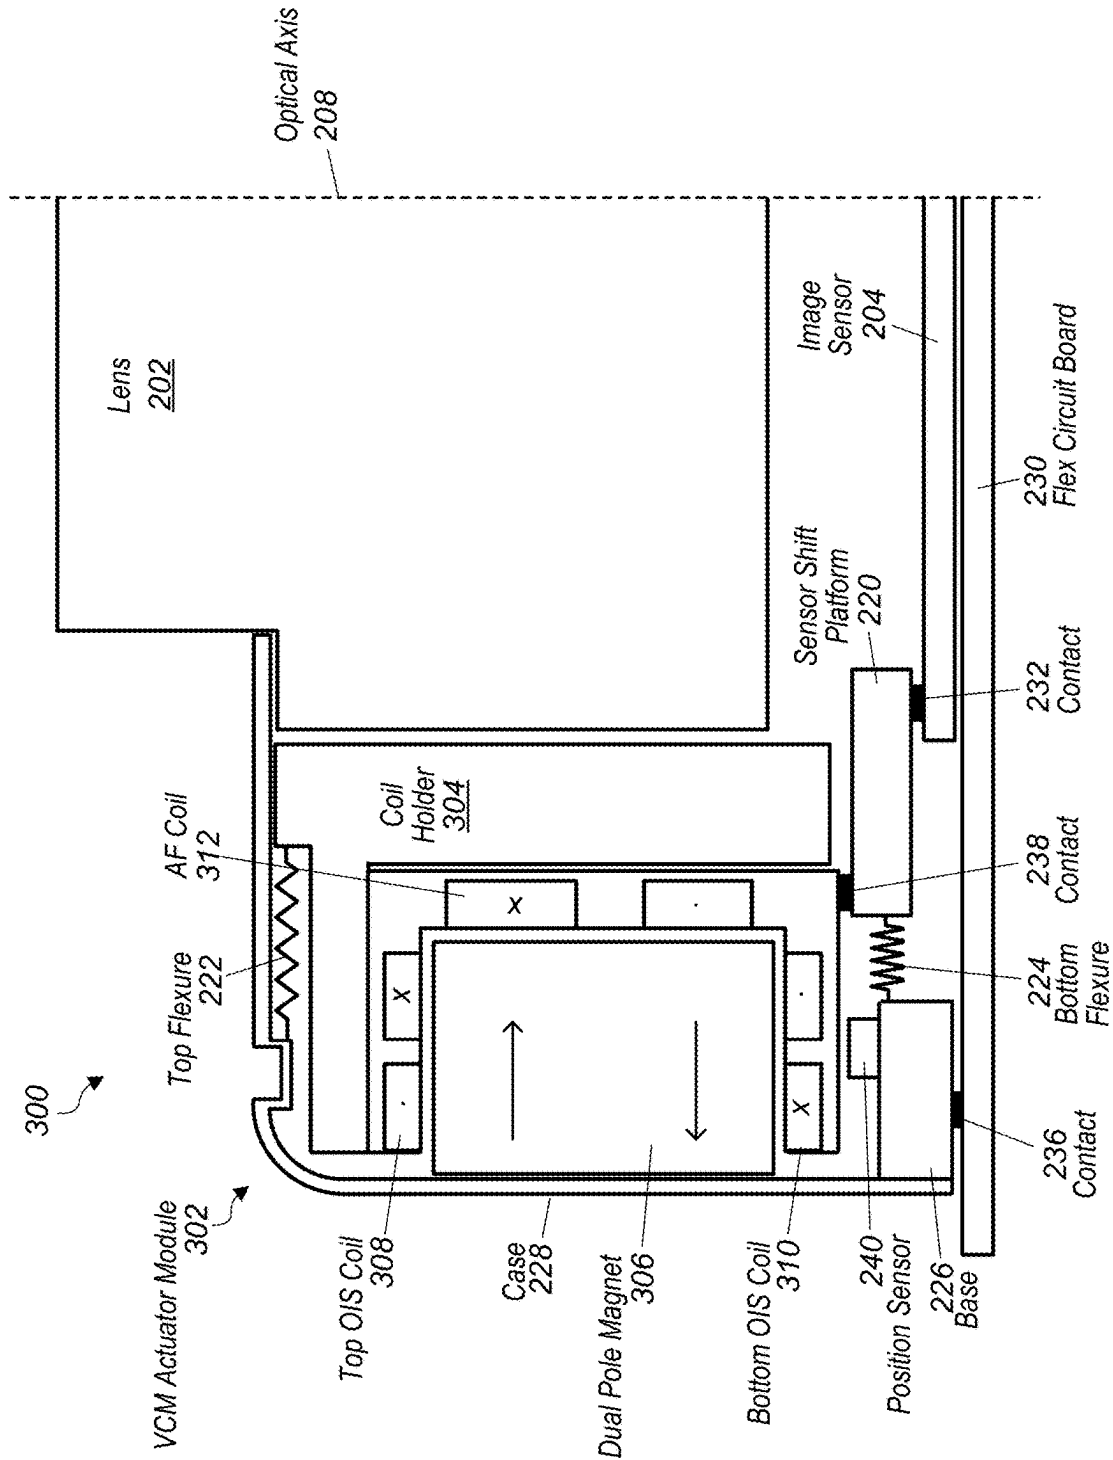 300
VCM Actuator Module
302
Top Flexure
222
AF Coil
312
Lens
202
Optical Axis
208
Top OIS Coil
308
x
.
Case
228
Dual Pole Magnet
306
Coil
Holder
304
x
.
Bottom OIS Coil
310
.
x
Sensor Shift
Platform
220
Image
Sensor
204
240
Position Sensor
226
Base
236
Contact
224
Bottom
Flexure
238
Contact
232
Contact
230
Flex Circuit Board